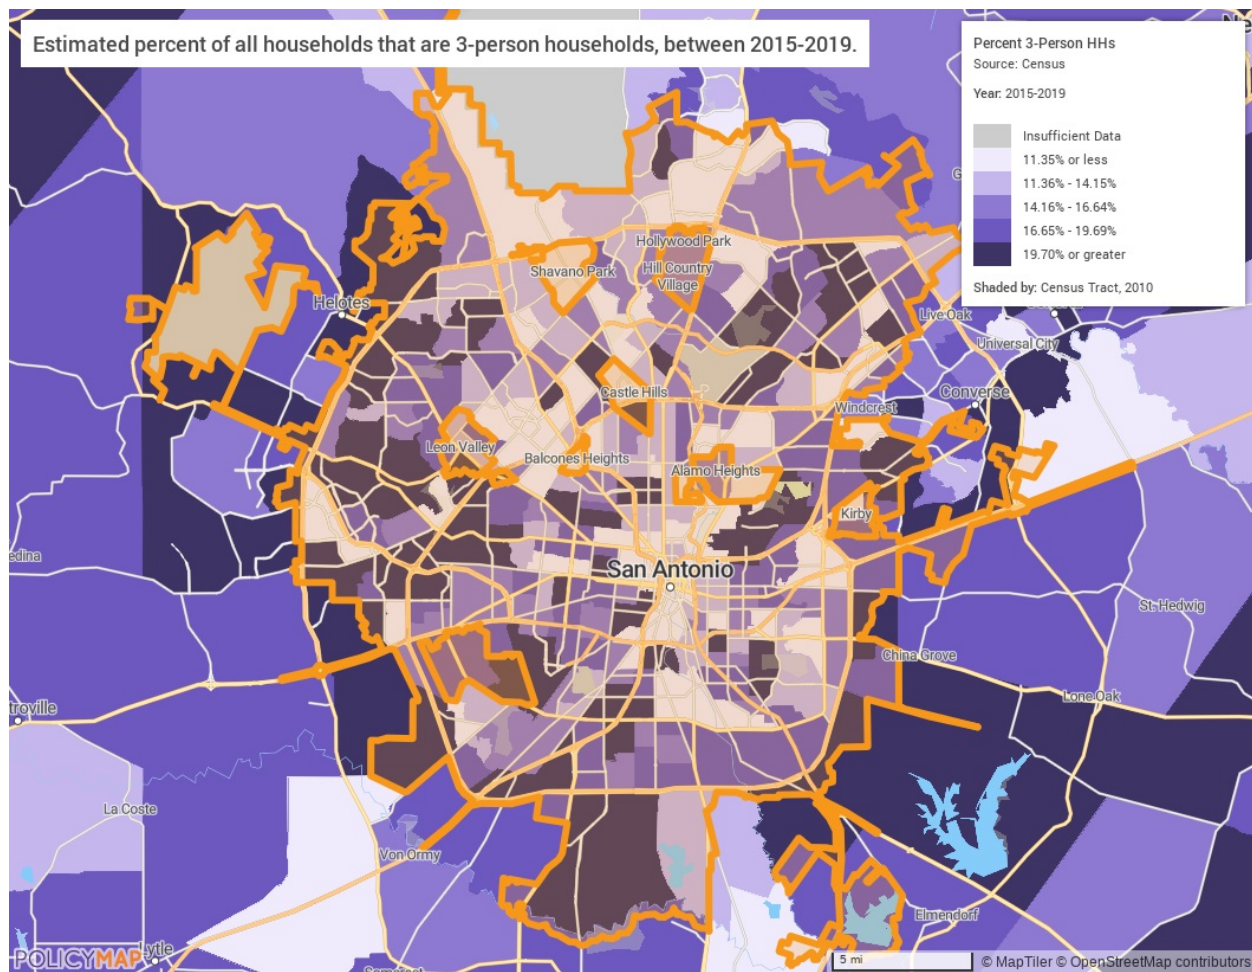 Estimated percent of all households that are 3-person households, between 2015-2019.
Percent 3-Person HHs
Source: Census
Year: 2015-2019
Insufficient Data
11.35% or less
11.36% - 14.15%
14.16% - 16.64%
16.65% - 19.69%
19.70% or greater
Shaded by: Census Tract, 2010
Hollywood Park
Shavano Park
Hill Country
Village
Helotes
Live Oak
Universal City
Castle Hills
Converse
Windcrest
Leon Valley
Balcones Heights
Alamo Heights
Kirby
edina
San Antonio
St. Hedwig
China Grove
Lone Oak
troville
La Coste
Von Ormy
Elmendorf
ytle
POLICYMAP
5 mi
© MapTiler © OpenStreetMap contributors